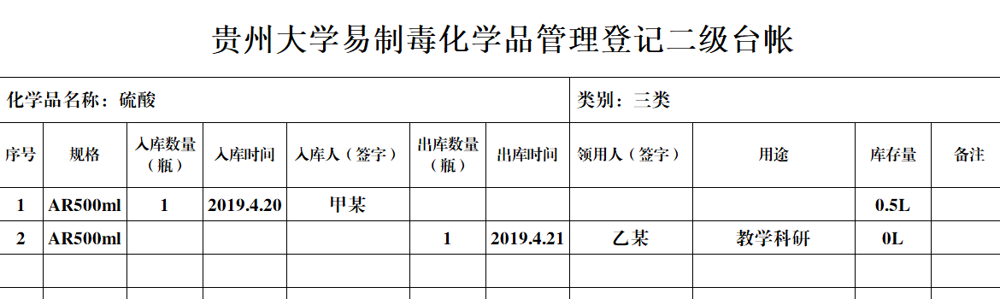 贵州大学易制毒化学品管理登记二级台帐
化学品名称：硫酸 类别：三类
序号 规格 入库数量（瓶） 入库时间 入库人（签字） 出库数量（瓶） 出库时间 领用人（签字） 用途 库存量 备注
1 AR500ml 1 2019.4.20 甲某 0.5L
2 AR500ml 1 2019.4.21 乙某 教学科研 0L